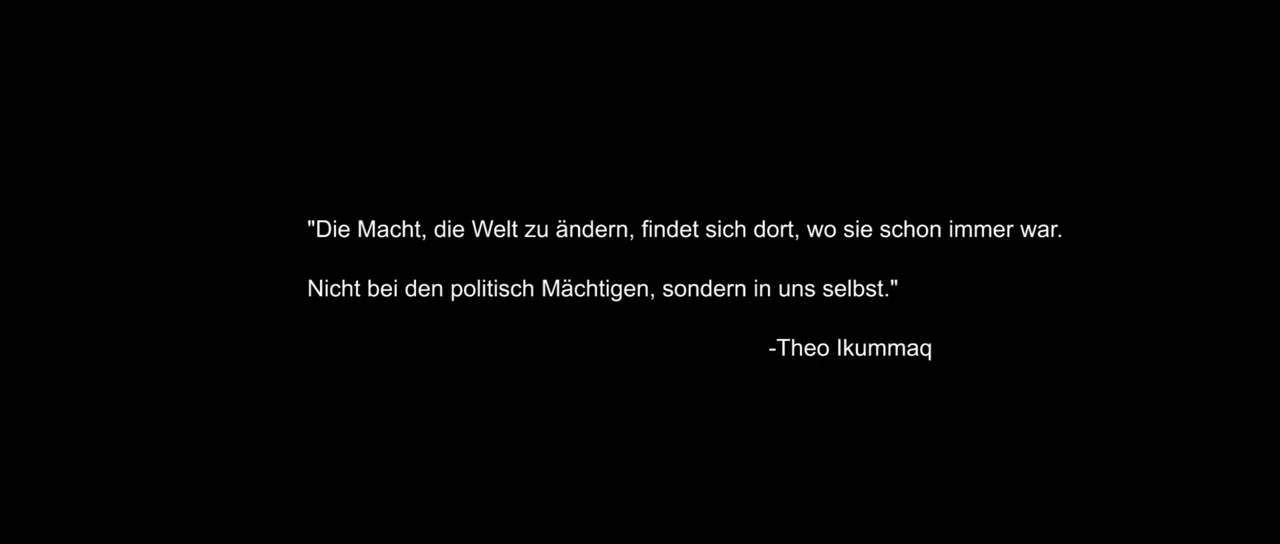 "Die Macht, die Welt zu ändern, findet sich dort, wo sie schon immer war.
Nicht bei den politisch Mächtigen, sondern in uns selbst."
-Theo Ikummaq